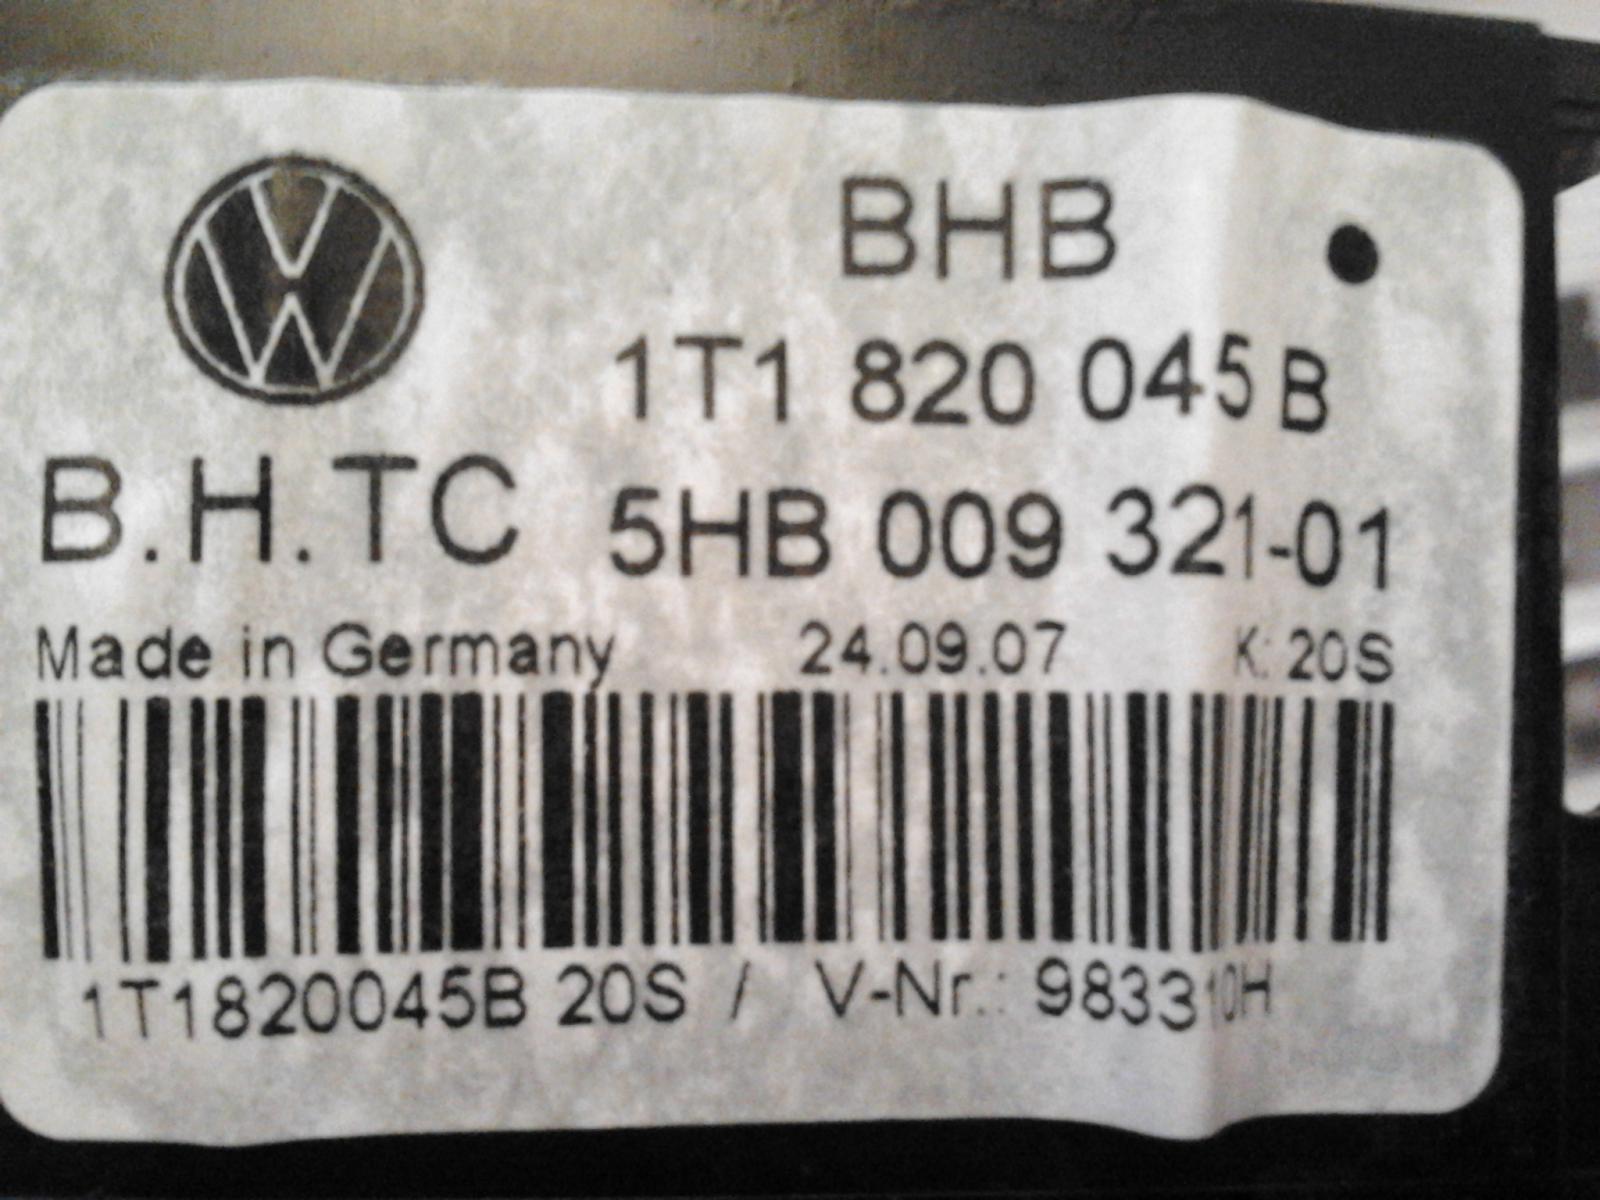 BHB
1T1 820 045 B
B.H.TC 5HB 009 321-01
Made in Germany 24.09.07 K: 20S
1T1820045B 20S / V-Nr.: 983310H